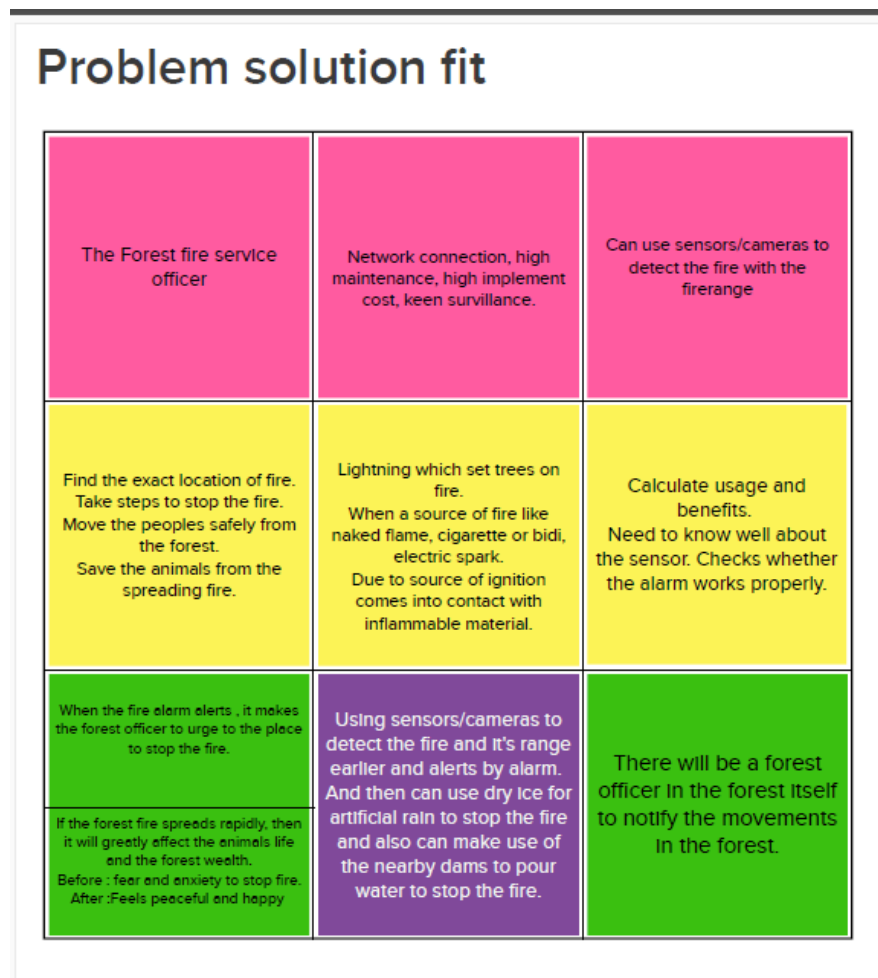 Problem solution fit
The Forest fire service
officer
Network connection, high
maintenance, high implement
cost, keen survillance.
Can use sensors/cameras to
detect the fire with the
firerange
Find the exact location of fire.
Take steps to stop the fire.
Move the peoples safely from
the forest.
Save the animals from the
spreading fire.
Lightning which set trees on
fire.
When a source of fire like
naked flame, cigarette or bidi,
electric spark.
Due to source of ignition
comes into contact with
inflammable material.
Calculate usage and
benefits.
Need to know well about
the sensor. Checks whether
the alarm works properly.
When the fire alarm alerts , it makes
the forest officer to urge to the place
to stop the fire.
If the forest fire spreads rapidly, then
it will greatly affect the animals life
and the forest wealth.
Before : fear and anxiety to stop fire.
After :Feels peaceful and happy
Using sensors/cameras to
detect the fire and it's range
earlier and alerts by alarm.
And then can use dry ice for
artificial rain to stop the fire
and also can make use of
the nearby dams to pour
water to stop the fire.
There will be a forest
officer in the forest itself
to notify the movements
in the forest.